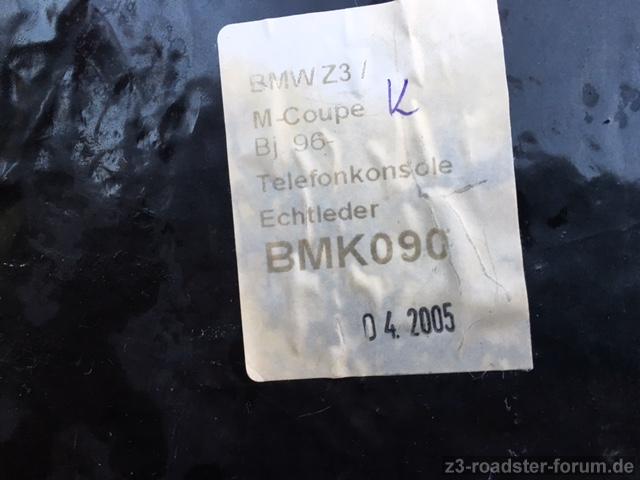 BMW Z3 /
M-Coupe K
Bj 96-
Telefonkonsole
Echtleder
BMK090
04.2005
z3-roadster-forum.de